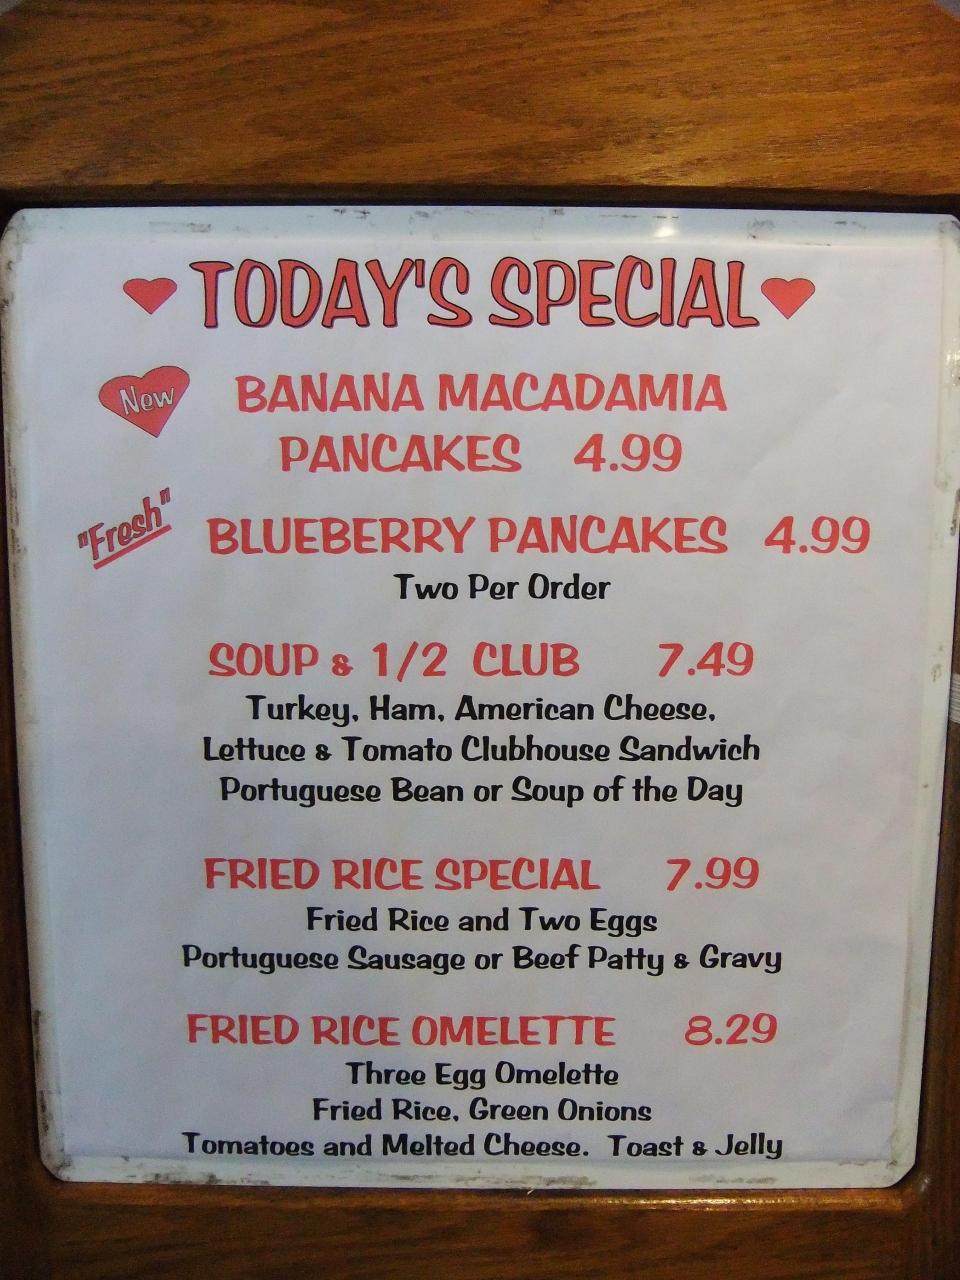 TODAY'S SPECIAL
New
BANANA MACADAMIA
PANCAKES 4.99
"Fresh"
BLUEBERRY PANCAKES 4.99
Two Per Order
SOUP & 1/2 CLUB 7.49
Turkey, Ham, American Cheese,
Lettuce & Tomato Clubhouse Sandwich
Portuguese Bean or Soup of the Day
FRIED RICE SPECIAL 7.99
Fried Rice and Two Eggs
Portuguese Sausage or Beef Patty & Gravy
FRIED RICE OMELETTE 8.29
Three Egg Omelette
Fried Rice, Green Onions
Tomatoes and Melted Cheese. Toast & Jelly